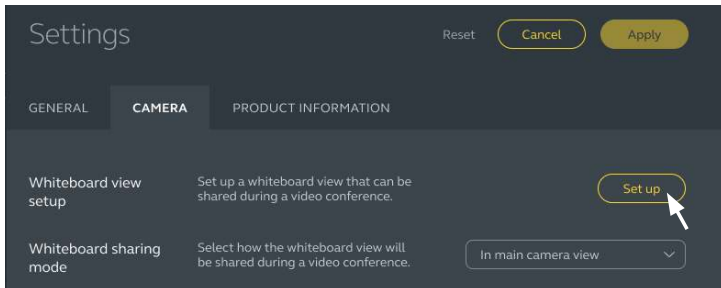 Settings
Reset
Cancel
Apply
GENERAL
CAMERA
PRODUCT INFORMATION
Whiteboard view
setup
Set up a whiteboard view that can be
shared during a video conference.
Set up
Whiteboard sharing
mode
Select how the whiteboard view will
be shared during a video conference.
In main camera view